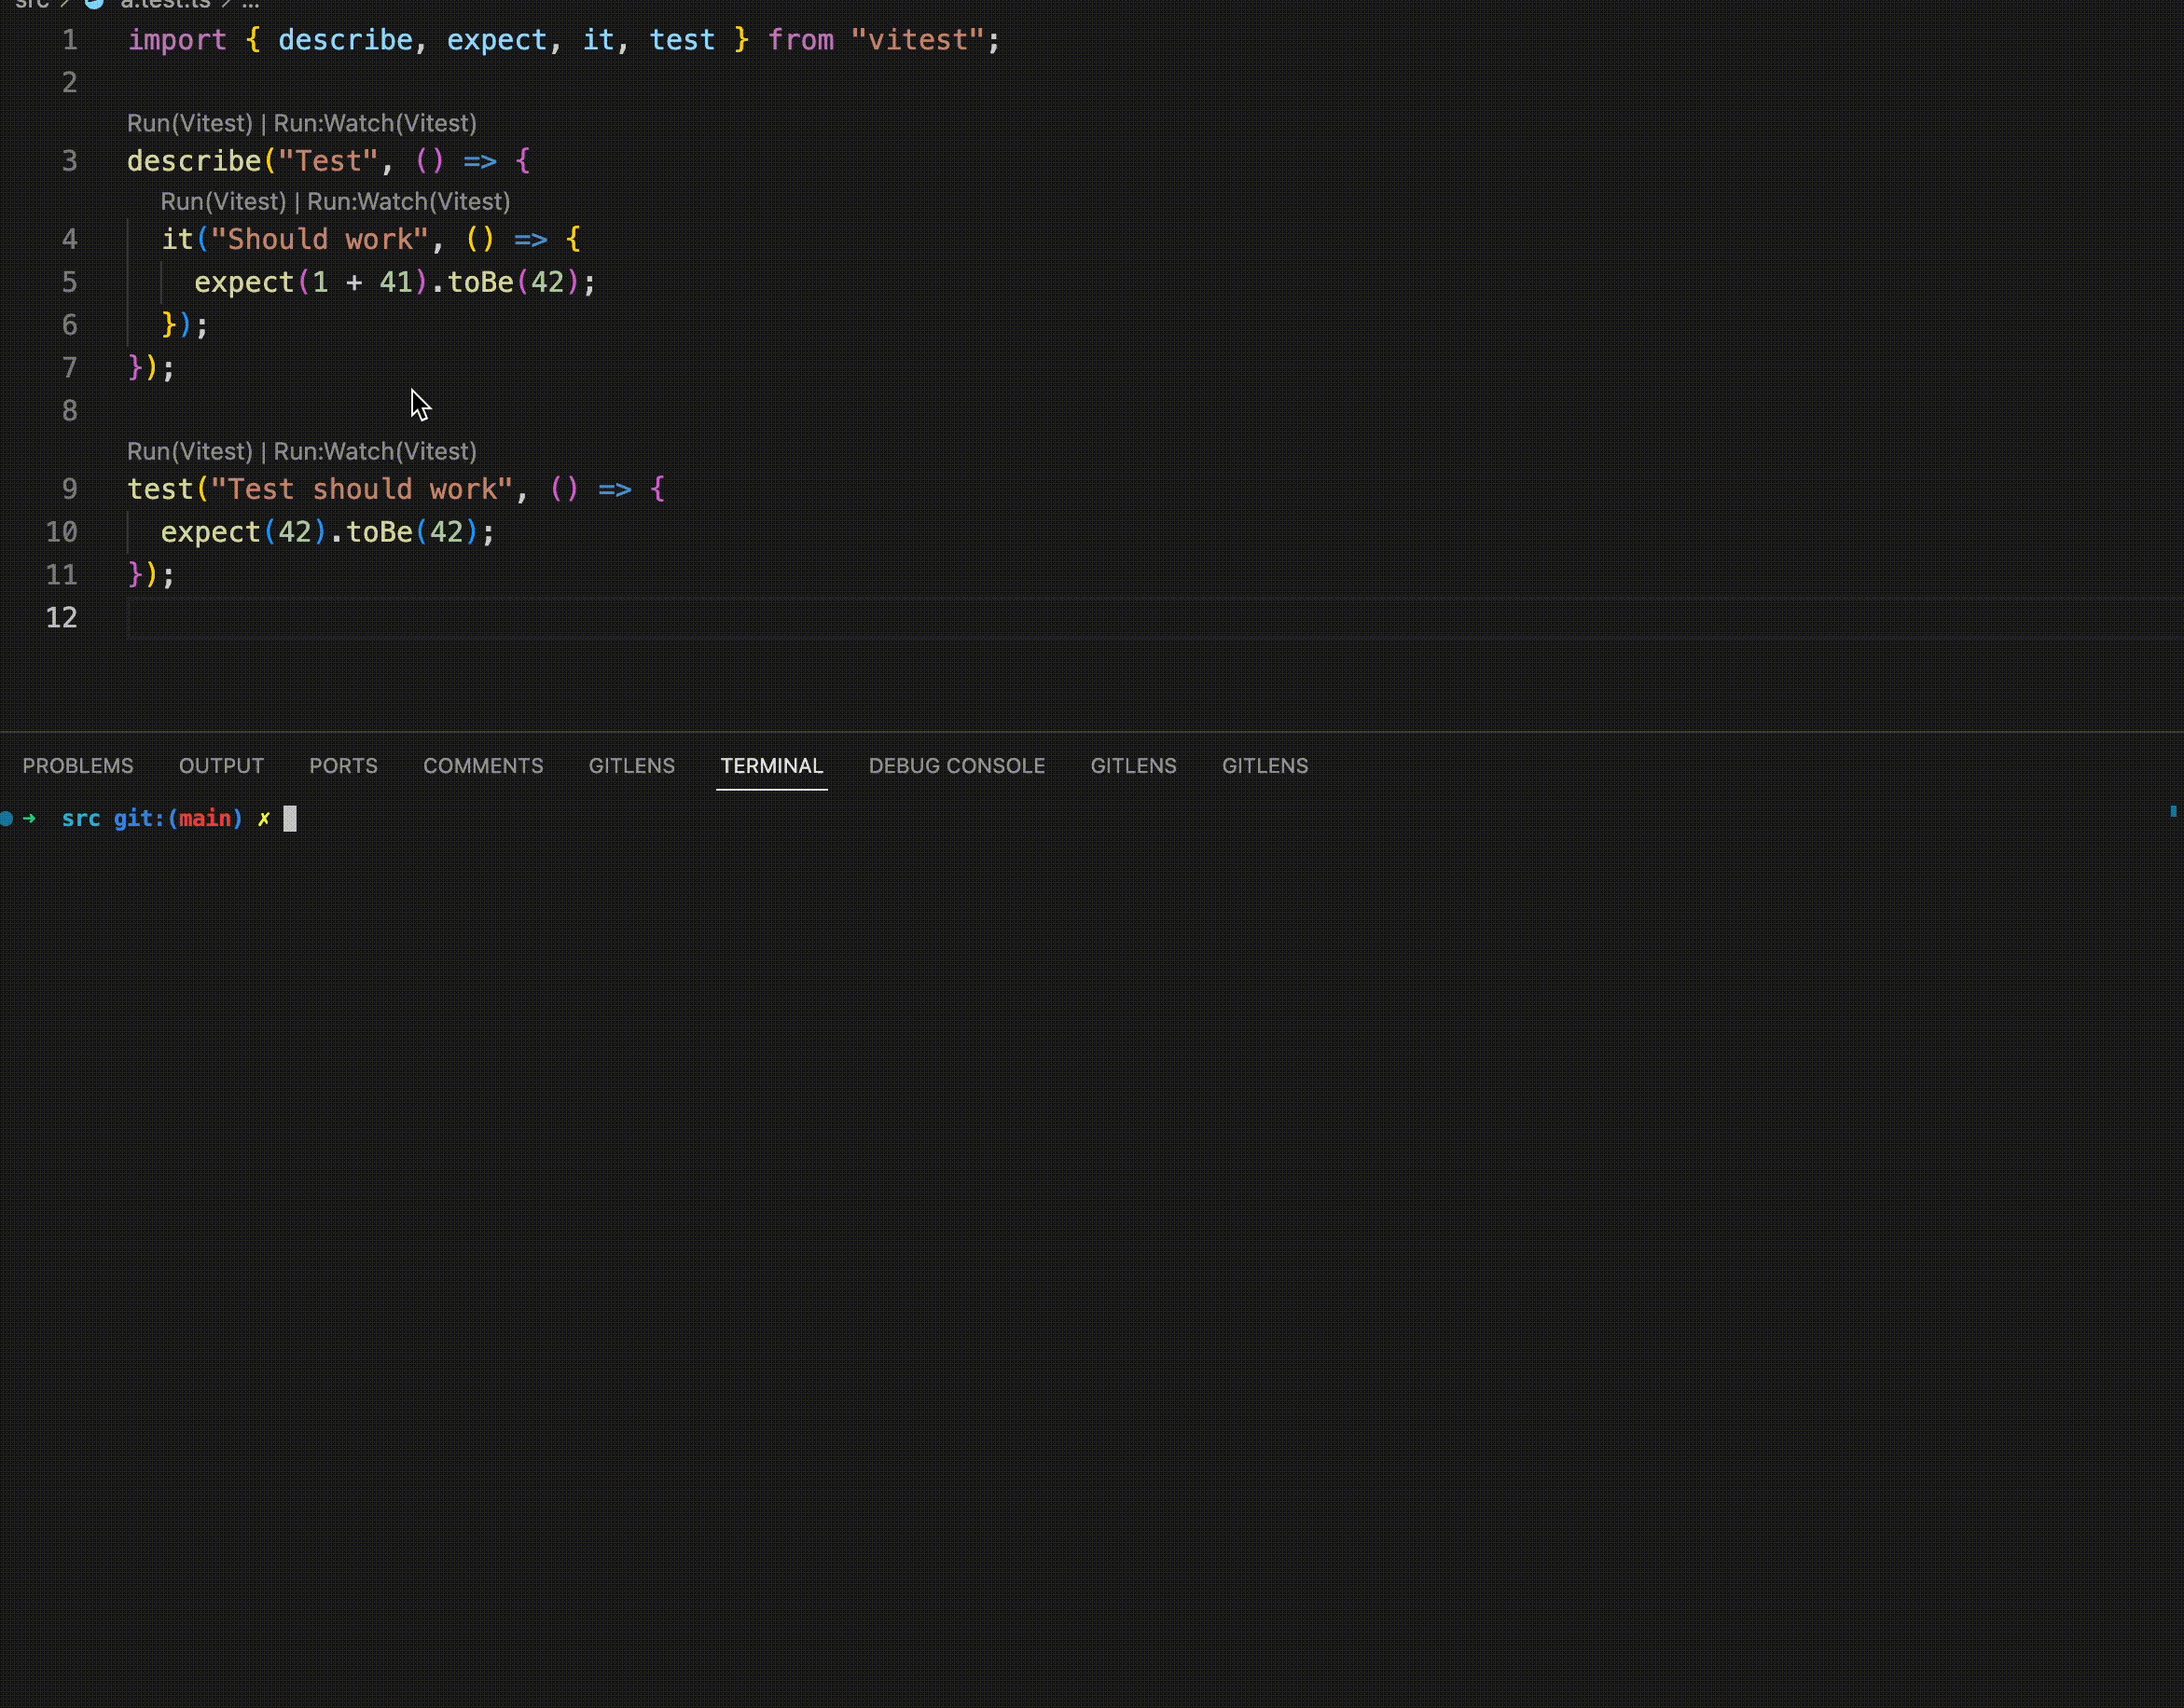 src > a.test.ts > ...
1 import { describe, expect, it, test } from "vitest";
2
Run(Vitest) | Run:Watch(Vitest)
3 describe("Test", () => {
Run(Vitest) | Run:Watch(Vitest)
4 it("Should work", () => {
5 expect(1 + 41).toBe(42);
6 });
7 });
8
Run(Vitest) | Run:Watch(Vitest)
9 test("Test should work", () => {
10 expect(42).toBe(42);
11 });
12
PROBLEMS OUTPUT PORTS COMMENTS GITLENS TERMINAL DEBUG CONSOLE GITLENS GITLENS
➜ src git:(main) ✗